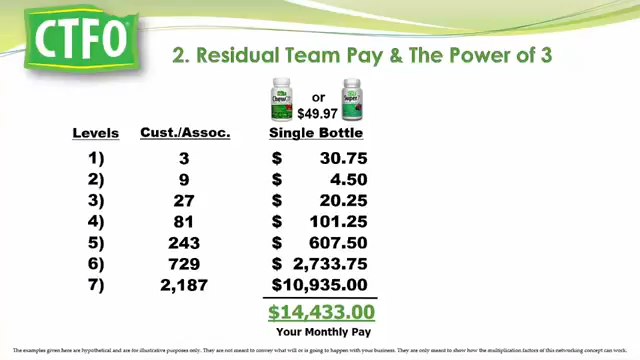 CTFO
2. Residual Team Pay & The Power of 3
or
$49.97
Levels Cust./Assoc. Single Bottle
1) 3 $ 30.75
2) 9 $ 4.50
3) 27 $ 20.25
4) 81 $ 101.25
5) 243 $ 607.50
6) 729 $ 2,733.75
7) 2,187 $10,935.00
$14,433.00
Your Monthly Pay
The examples given here are hypothetical and are for illustrative purposes only. They are not meant to convey what will or is going to happen with your business. They are only meant to show how the multiplication factors of this networking concept can work.